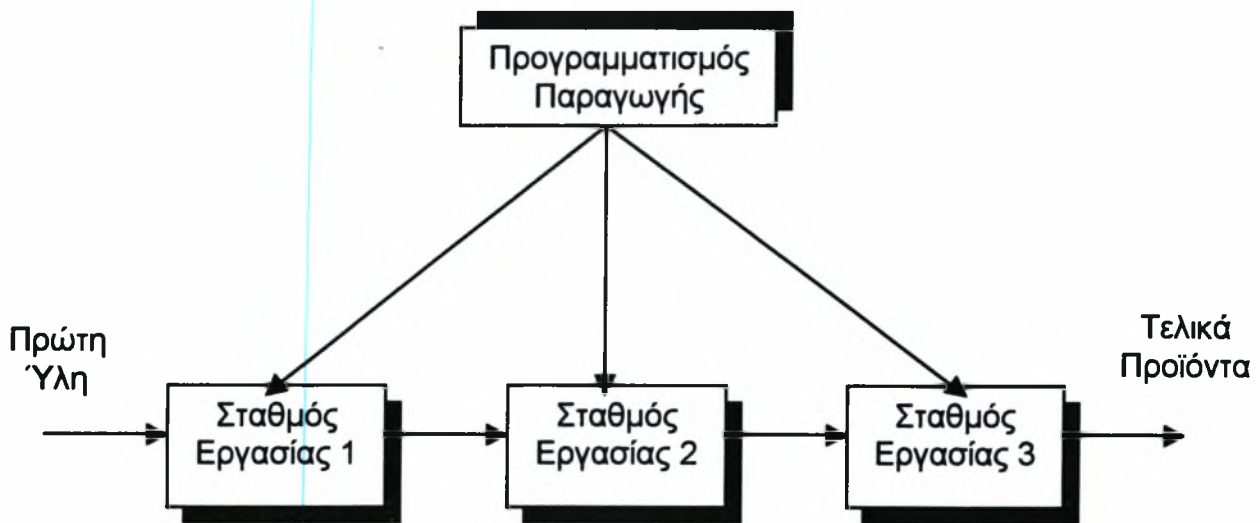 Προγραμματισμός
Παραγωγής
Πρώτη
Ύλη
Τελικά
Προϊόντα
Σταθμός
Εργασίας 1
Σταθμός
Εργασίας 2
Σταθμός
Εργασίας 3